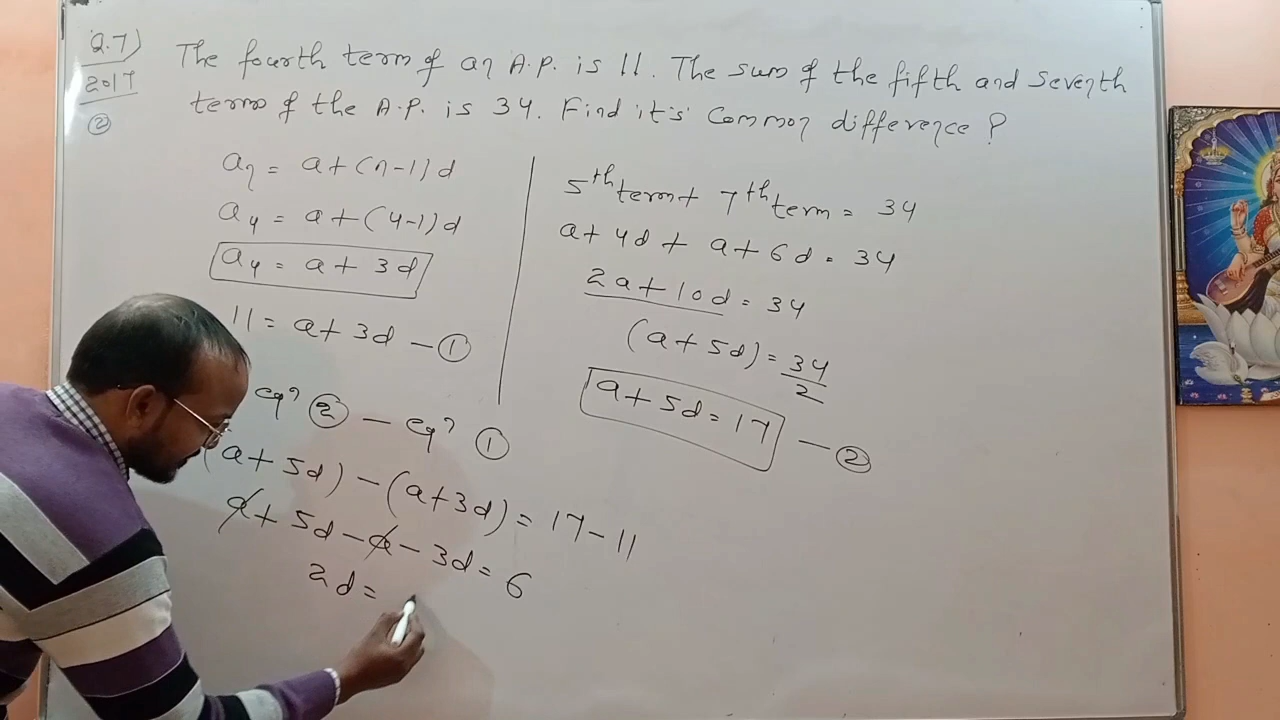 Q.7) The fourth term of an A.P. is 11. The sum of the fifth and seventh
2017 terms of the A.P. is 34. Find it's common difference ?
②
an = a + (n-1) d
a4 = a + (4-1) d
a4 = a + 3d
11 = a + 3d - ①
5th term + 7th term = 34
a + 4d + a + 6d = 34
2a + 10d = 34
(a + 5d) = 34/2
a + 5d = 17 - ②
eqn ② - eqn ①
(a + 5d) - (a + 3d) = 17 - 11
a + 5d - a - 3d = 6
2d =